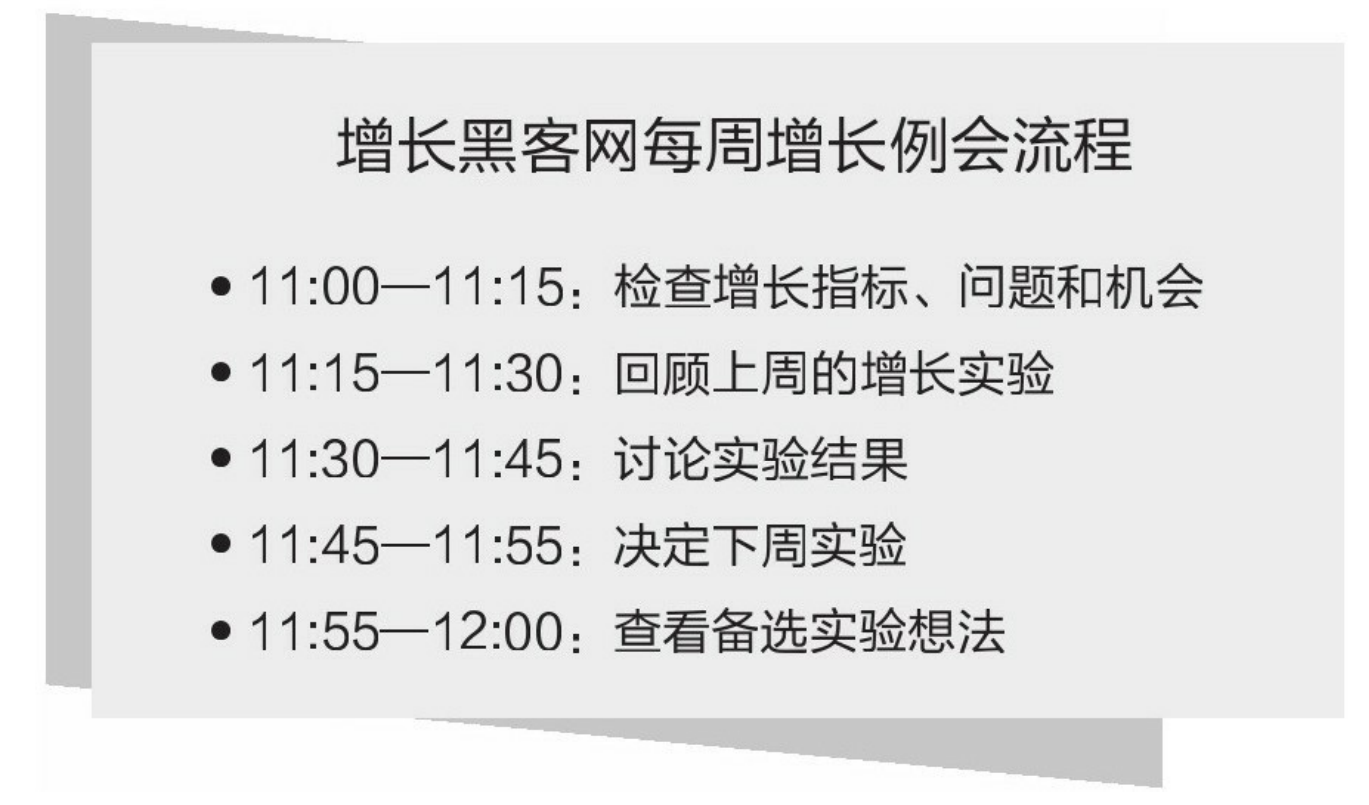 增长黑客网每周增长例会流程
• 11:00—11:15：检查增长指标、问题和机会
• 11:15—11:30：回顾上周的增长实验
• 11:30—11:45：讨论实验结果
• 11:45—11:55：决定下周实验
• 11:55—12:00：查看备选实验想法